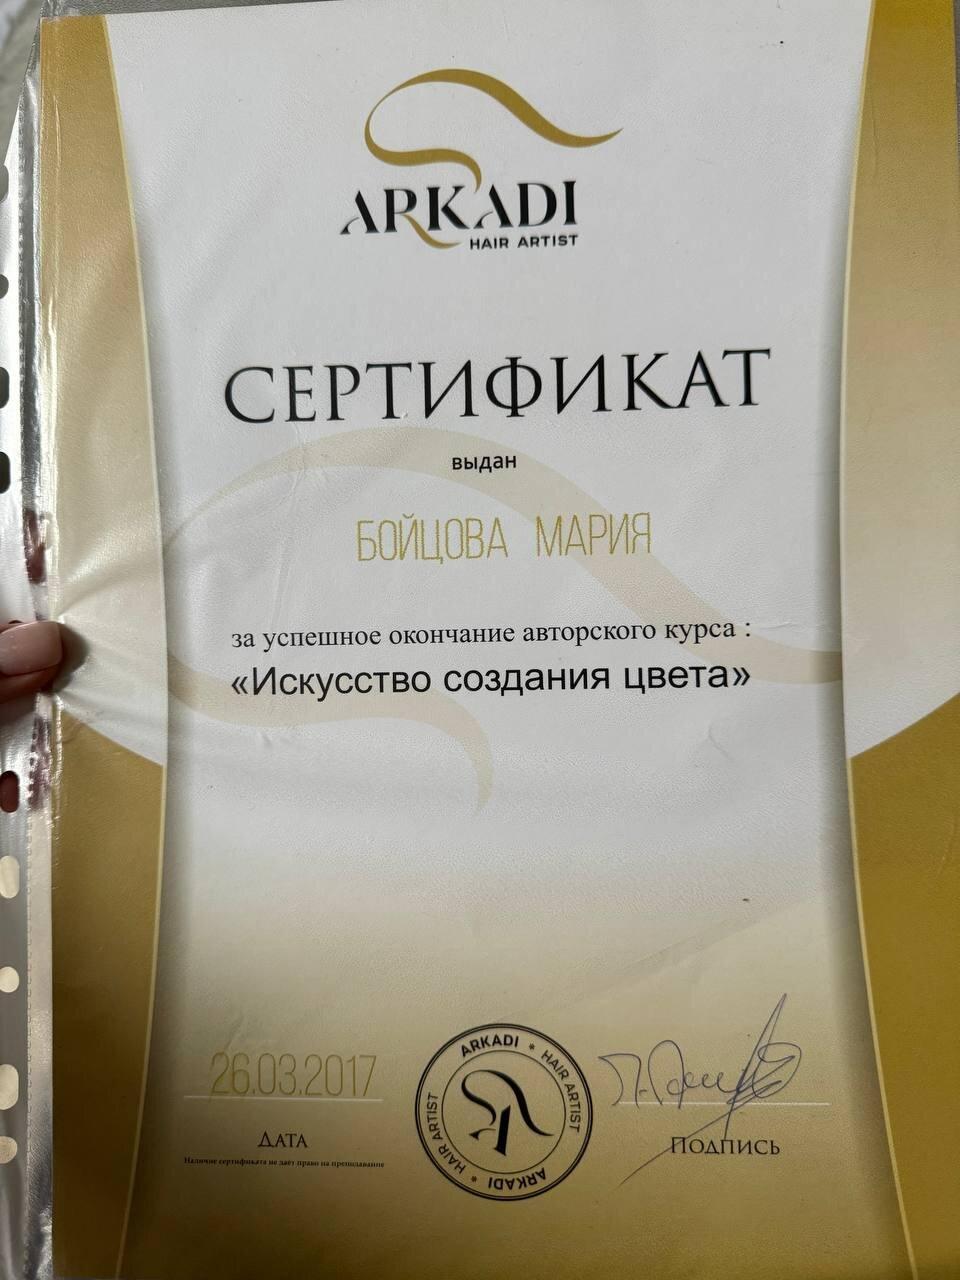 ARKADI
HAIR ARTIST
СЕРТИФИКАТ
выдан
БОЙЦОВА МАРИЯ
за успешное окончание авторского курса :
«Искусство создания цвета»
26.03.2017
Дата
Наличие сертификата не даёт право на преподавание
ARKADI * HAIR ARTIST
ARKADI * HAIR ARTIST
Подпись